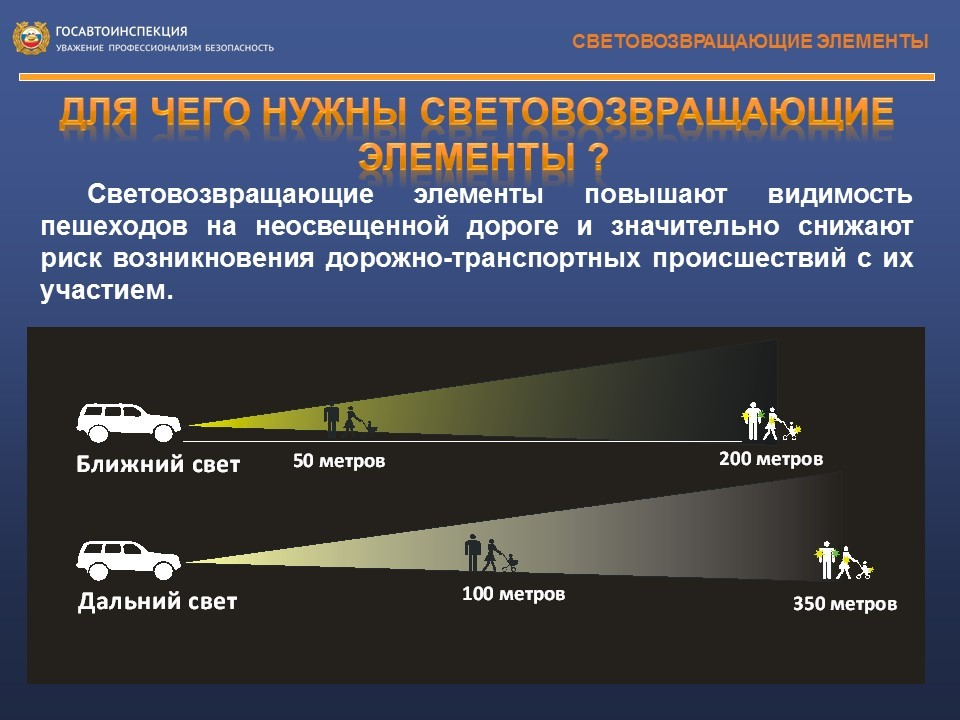 ГОСАВТОИНСПЕКЦИЯ
УВАЖЕНИЕ ПРОФЕССИОНАЛИЗМ БЕЗОПАСНОСТЬ
СВЕТОВОЗВРАЩАЮЩИЕ ЭЛЕМЕНТЫ
ДЛЯ ЧЕГО НУЖНЫ СВЕТОВОЗВРАЩАЮЩИЕ
ЭЛЕМЕНТЫ ?
Световозвращающие элементы повышают видимость
пешеходов на неосвещенной дороге и значительно снижают
риск возникновения дорожно-транспортных происшествий с их
участием.
Ближний свет
50 метров
200 метров
Дальний свет
100 метров
350 метров